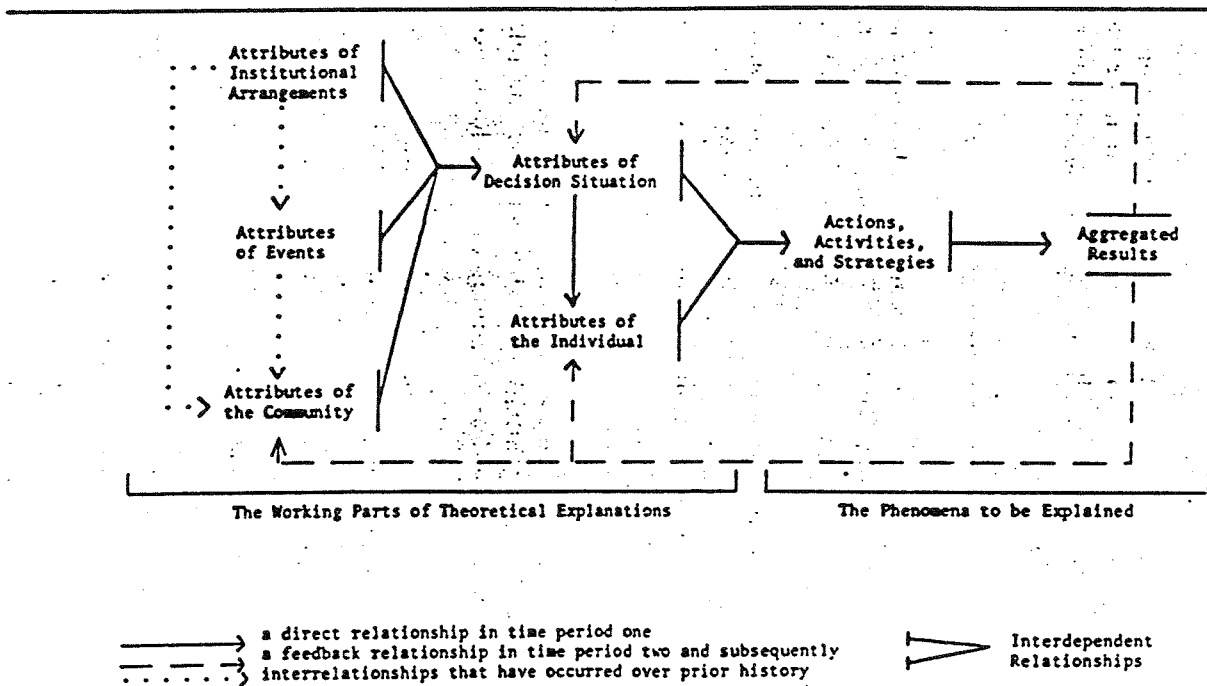 Attributes of
Institutional
Arrangements
Attributes
of Events
Attributes of
the Community
Attributes of
Decision Situation
Attributes of
the Individual
Actions,
Activities,
and Strategies
Aggregated
Results
The Working Parts of Theoretical Explanations
The Phenomena to be Explained
a direct relationship in time period one
a feedback relationship in time period two and subsequently
interrelationships that have occurred over prior history
Interdependent
Relationships